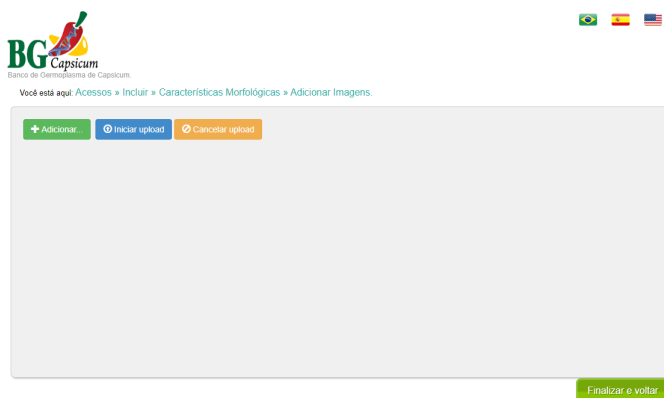 BG Capsicum
Banco de Germoplasma de Capsicum.
Você está aqui: Acessos » Incluir » Características Morfológicas » Adicionar Imagens.
Adicionar... Iniciar upload Cancelar upload
Finalizar e voltar